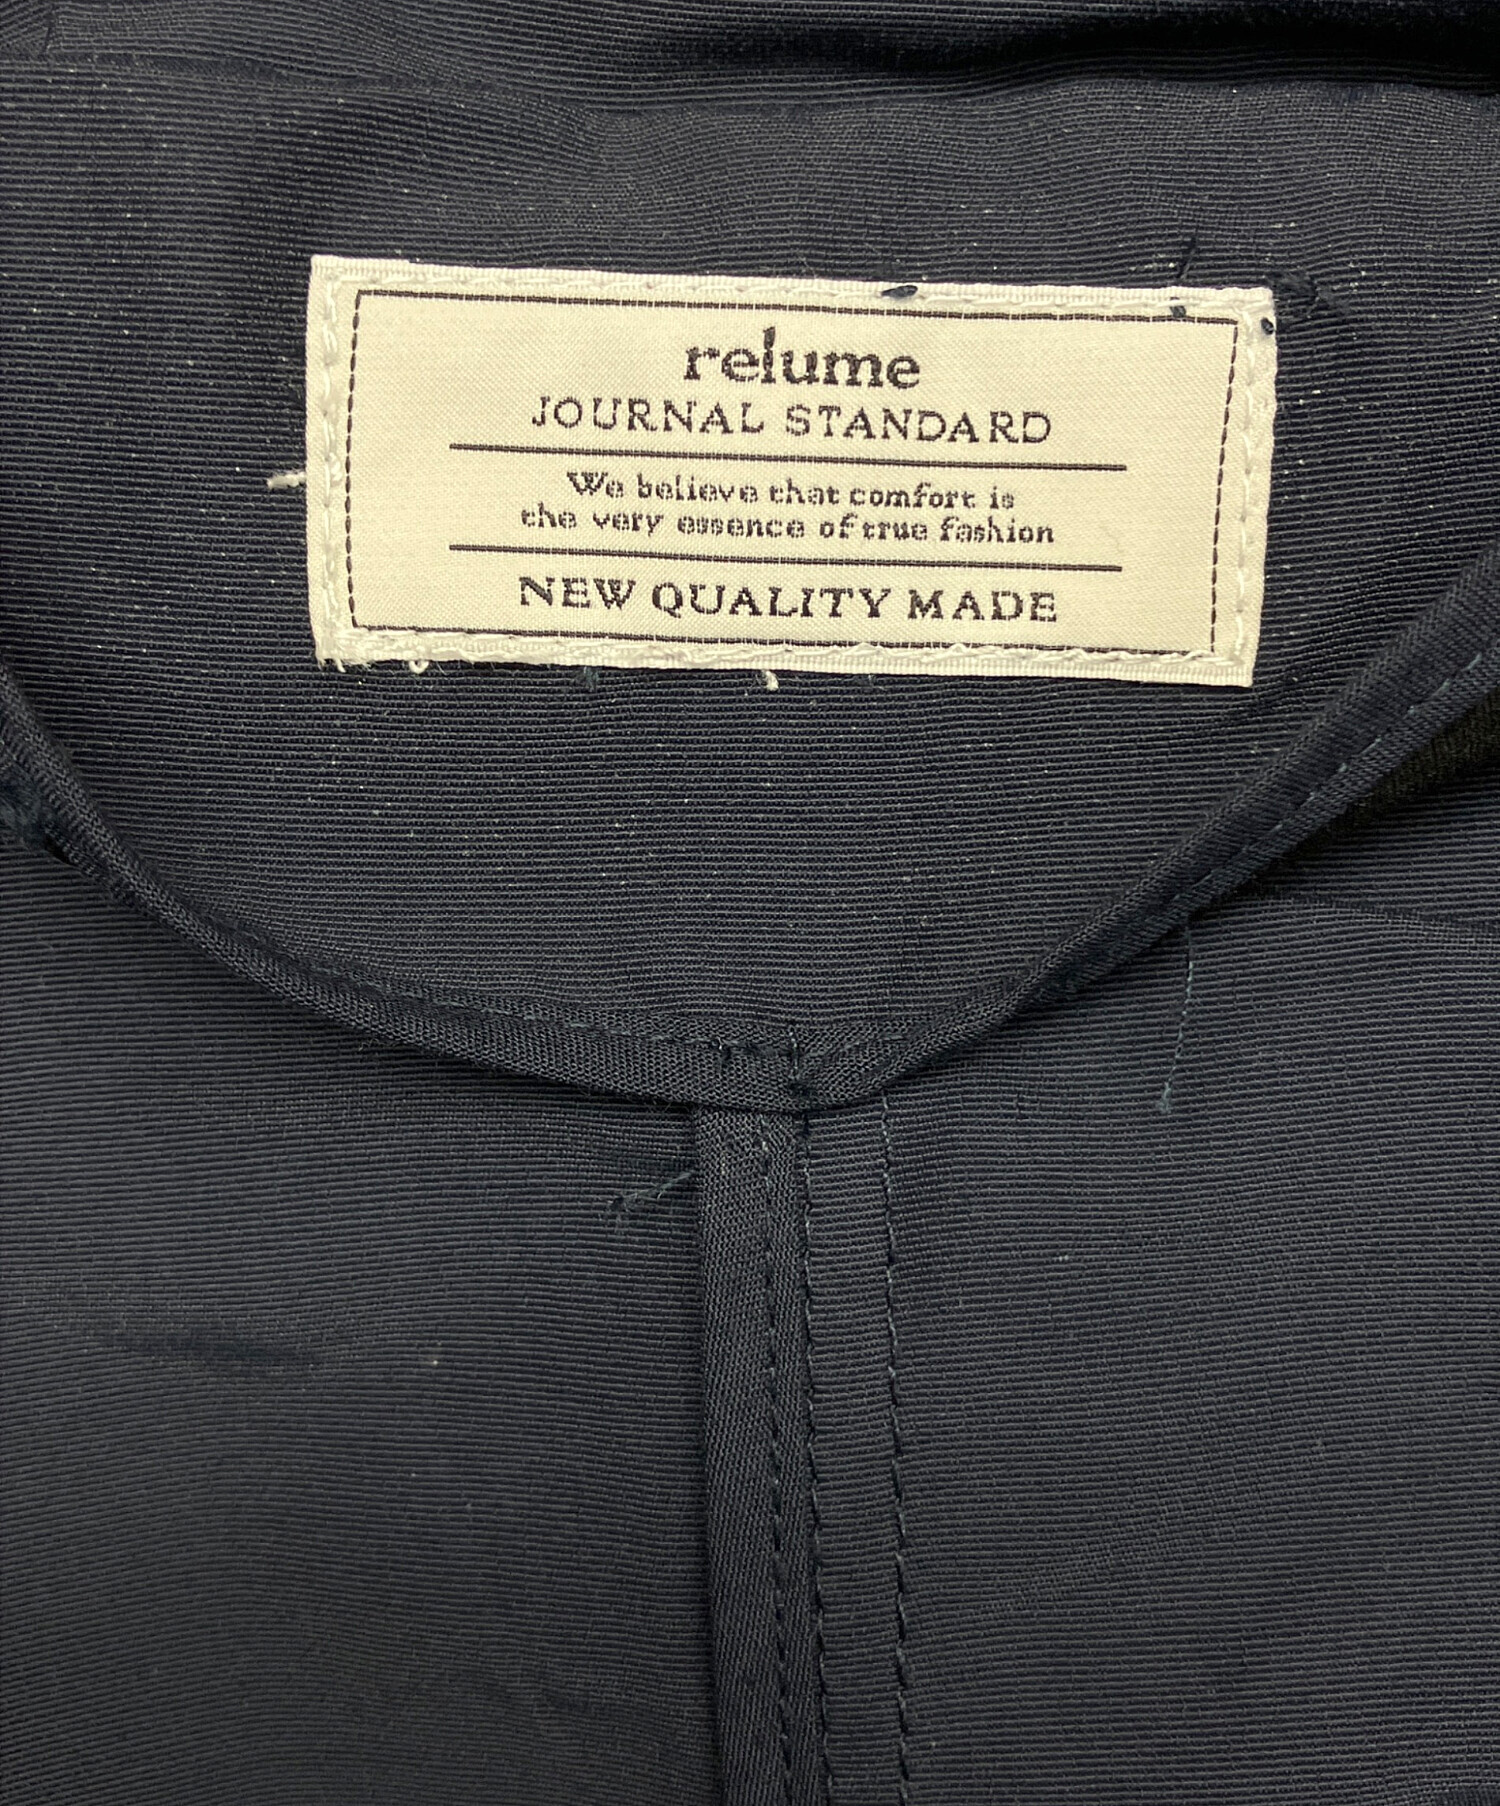 relume
JOURNAL STANDARD
We believe that comfort is
the very essence of true fashion
NEW QUALITY MADE